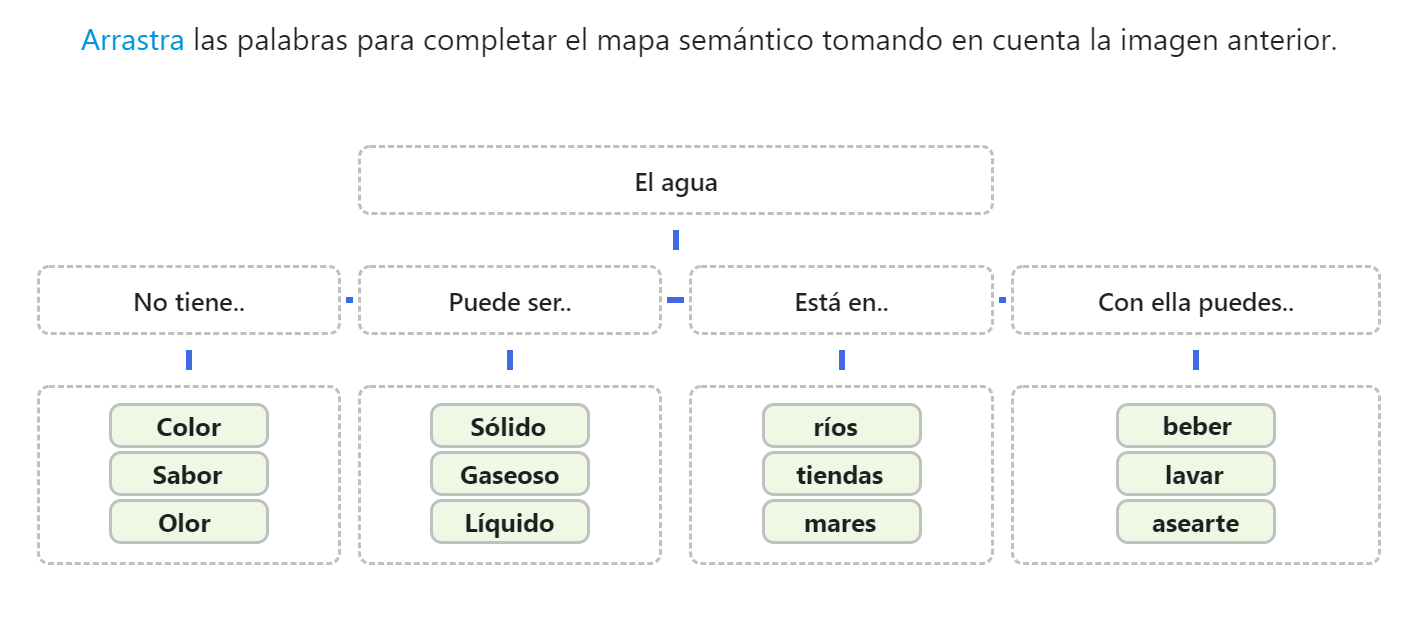 Arrastra las palabras para completar el mapa semántico tomando en cuenta la imagen anterior.
El agua
No tiene..
Puede ser..
Está en..
Con ella puedes..
Color
Sabor
Olor
Sólido
Gaseoso
Líquido
ríos
tiendas
mares
beber
lavar
asearte